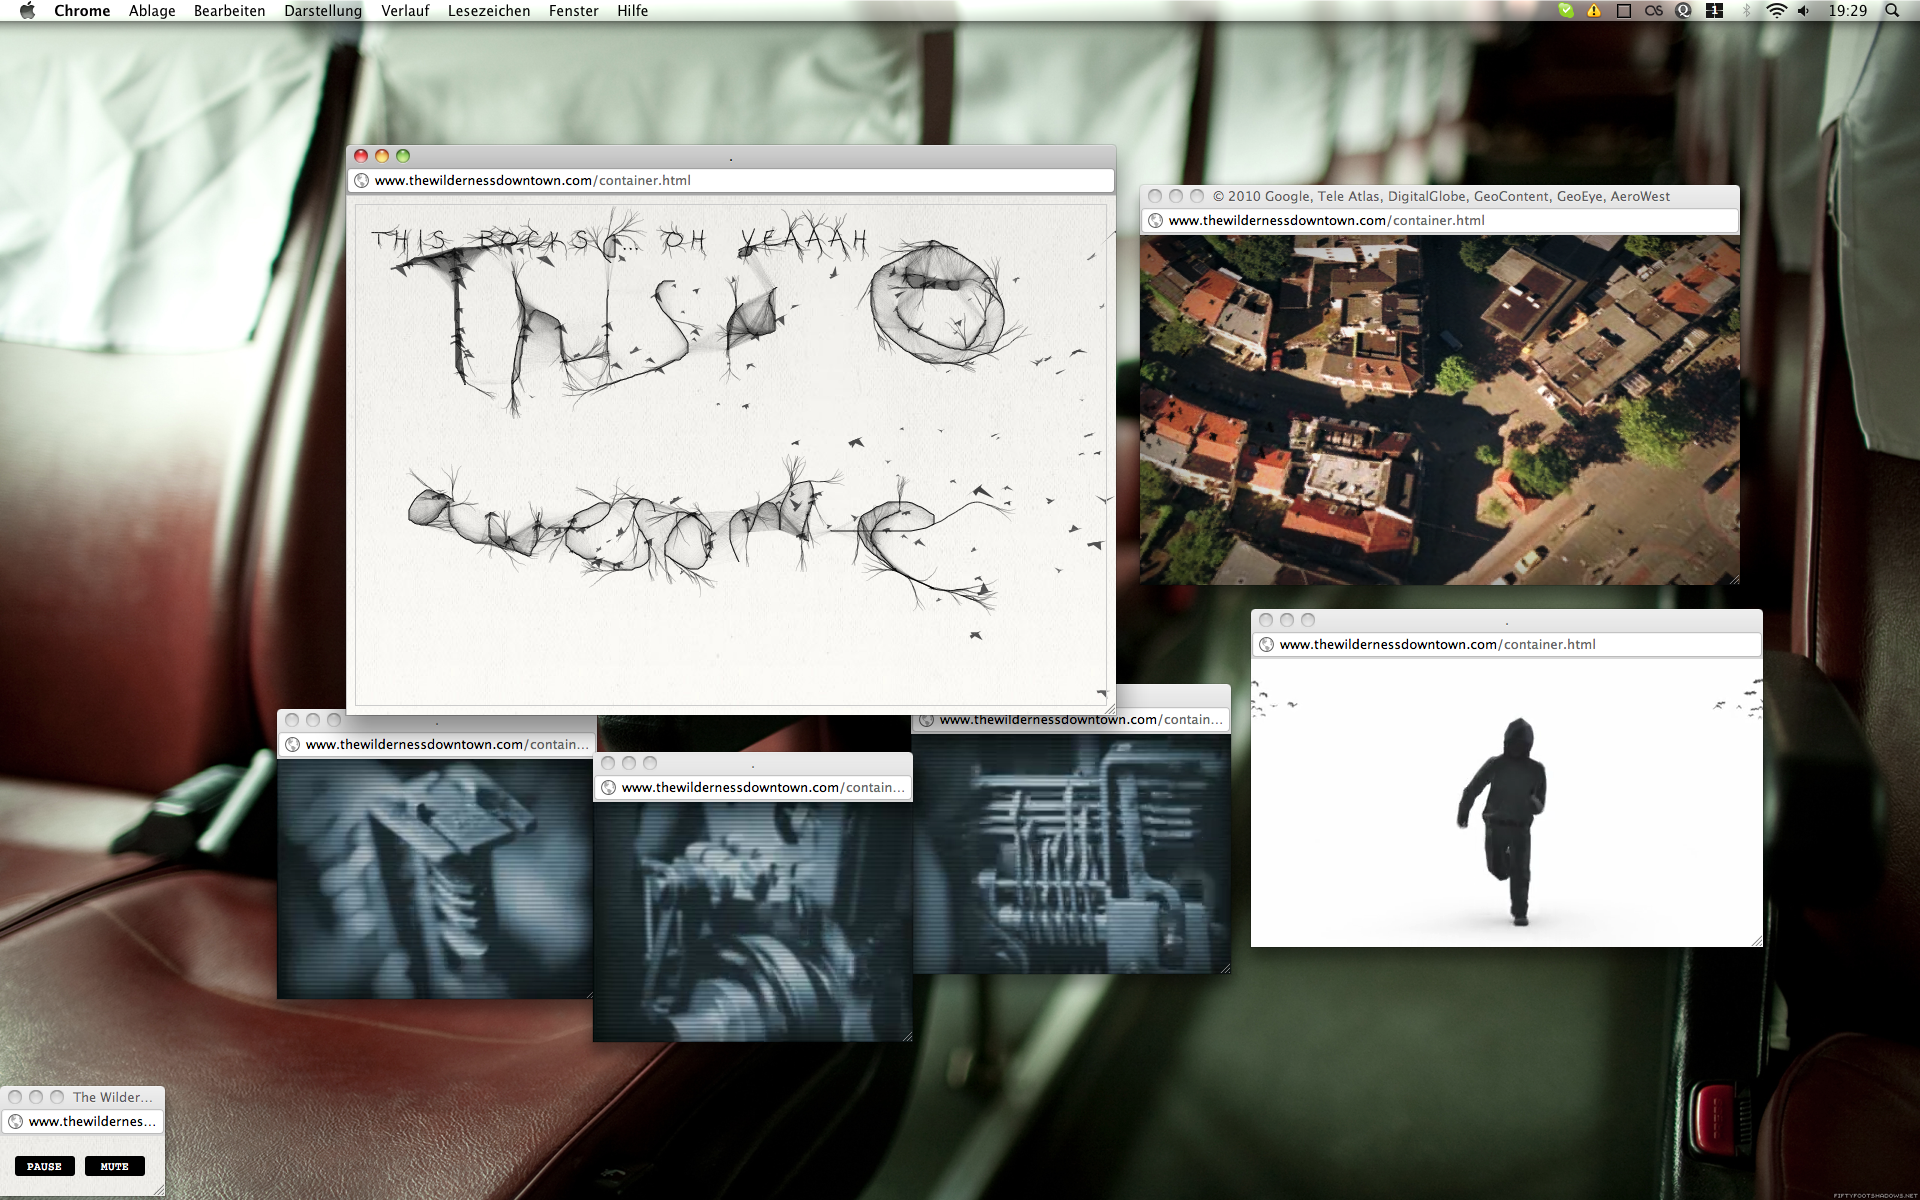 Chrome Ablage Bearbeiten Darstellung Verlauf Lesezeichen Fenster Hilfe
1 19:29
.
www.thewildernessdowntown.com/container.html
THIS ROCKS ... OH YEAAAH
THIS IS
© 2010 Google, Tele Atlas, DigitalGlobe, GeoContent, GeoEye, AeroWest
www.thewildernessdowntown.com/container.html
.
www.thewildernessdowntown.com/container.html
www.thewildernessdowntown.com/contain...
.
www.thewildernessdowntown.com/contain...
.
www.thewildernessdowntown.com/contain...
The Wilder...
www.thewildernes...
PAUSE MUTE
FIFTYFOOTSHADOWS.NET